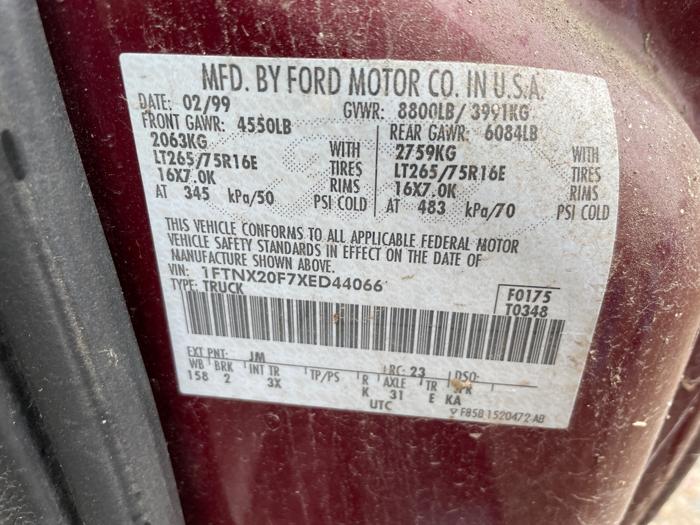 MFD. BY FORD MOTOR CO. IN U.S.A.
DATE: 02/99 GVWR: 8800LB/ 3991KG
FRONT GAWR: 4550LB REAR GAWR: 6084LB
2063KG WITH 2759KG WITH
LT265/75R16E TIRES LT265/75R16E TIRES
16X7.0K RIMS 16X7.0K RIMS
AT 345 kPa/50 PSI COLD AT 483 kPa/70 PSI COLD
THIS VEHICLE CONFORMS TO ALL APPLICABLE FEDERAL MOTOR
VEHICLE SAFETY STANDARDS IN EFFECT ON THE DATE OF
MANUFACTURE SHOWN ABOVE.
VIN: 1FTNX20F7XED44066
TYPE: TRUCK F0175
T0348
EXT PNT: JM RC: 23 DSO:
WB BRK INT TR TP/PS R AXLE TR SPR
158 2 3X K 31 E KA
UTC F85B 1520472 AB